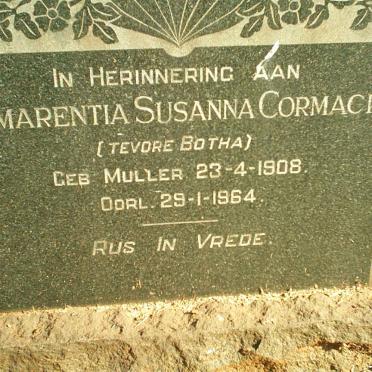 IN HERINNERING AAN
MARENTIA SUSANNA CORMACK
(TEVORE BOTHA)
GEB MULLER 23-4-1908.
OORL. 29-1-1964.
RUS IN VREDE.